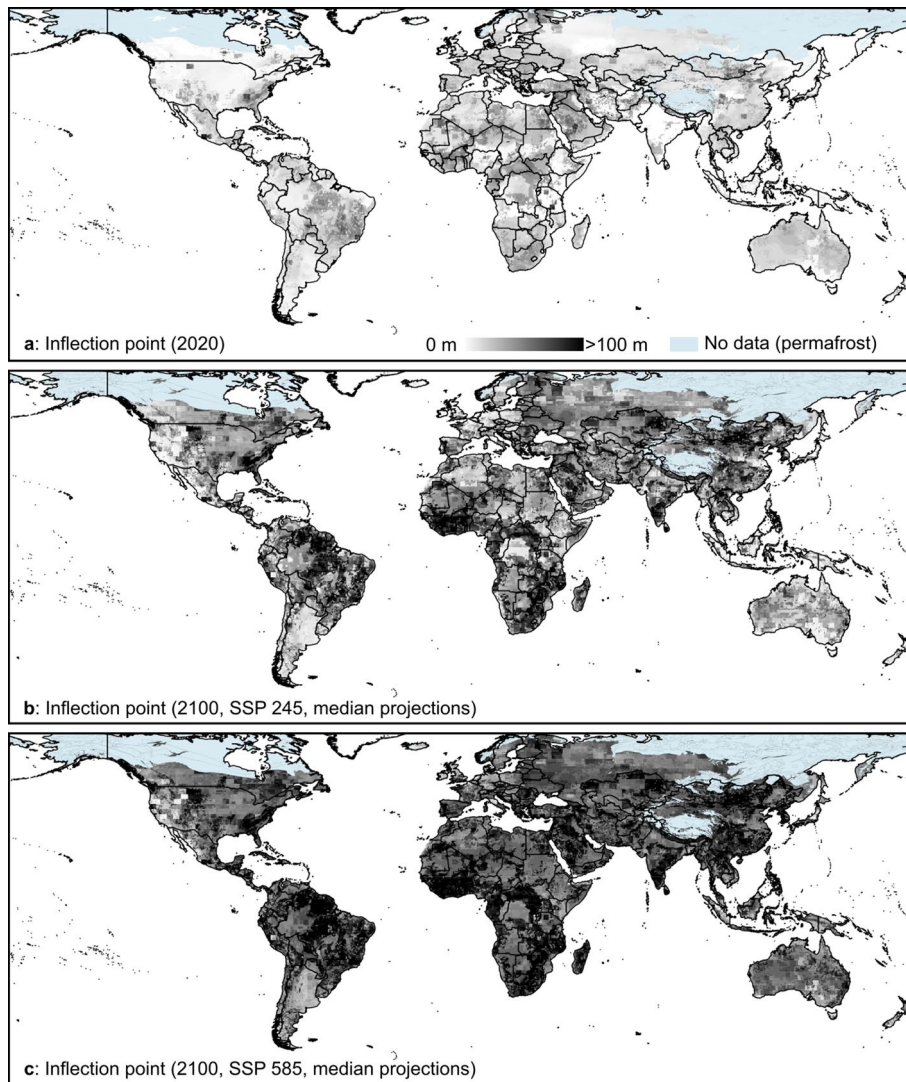 a: Inflection point (2020)
0 m >100 m No data (permafrost)
b: Inflection point (2100, SSP 245, median projections)
c: Inflection point (2100, SSP 585, median projections)